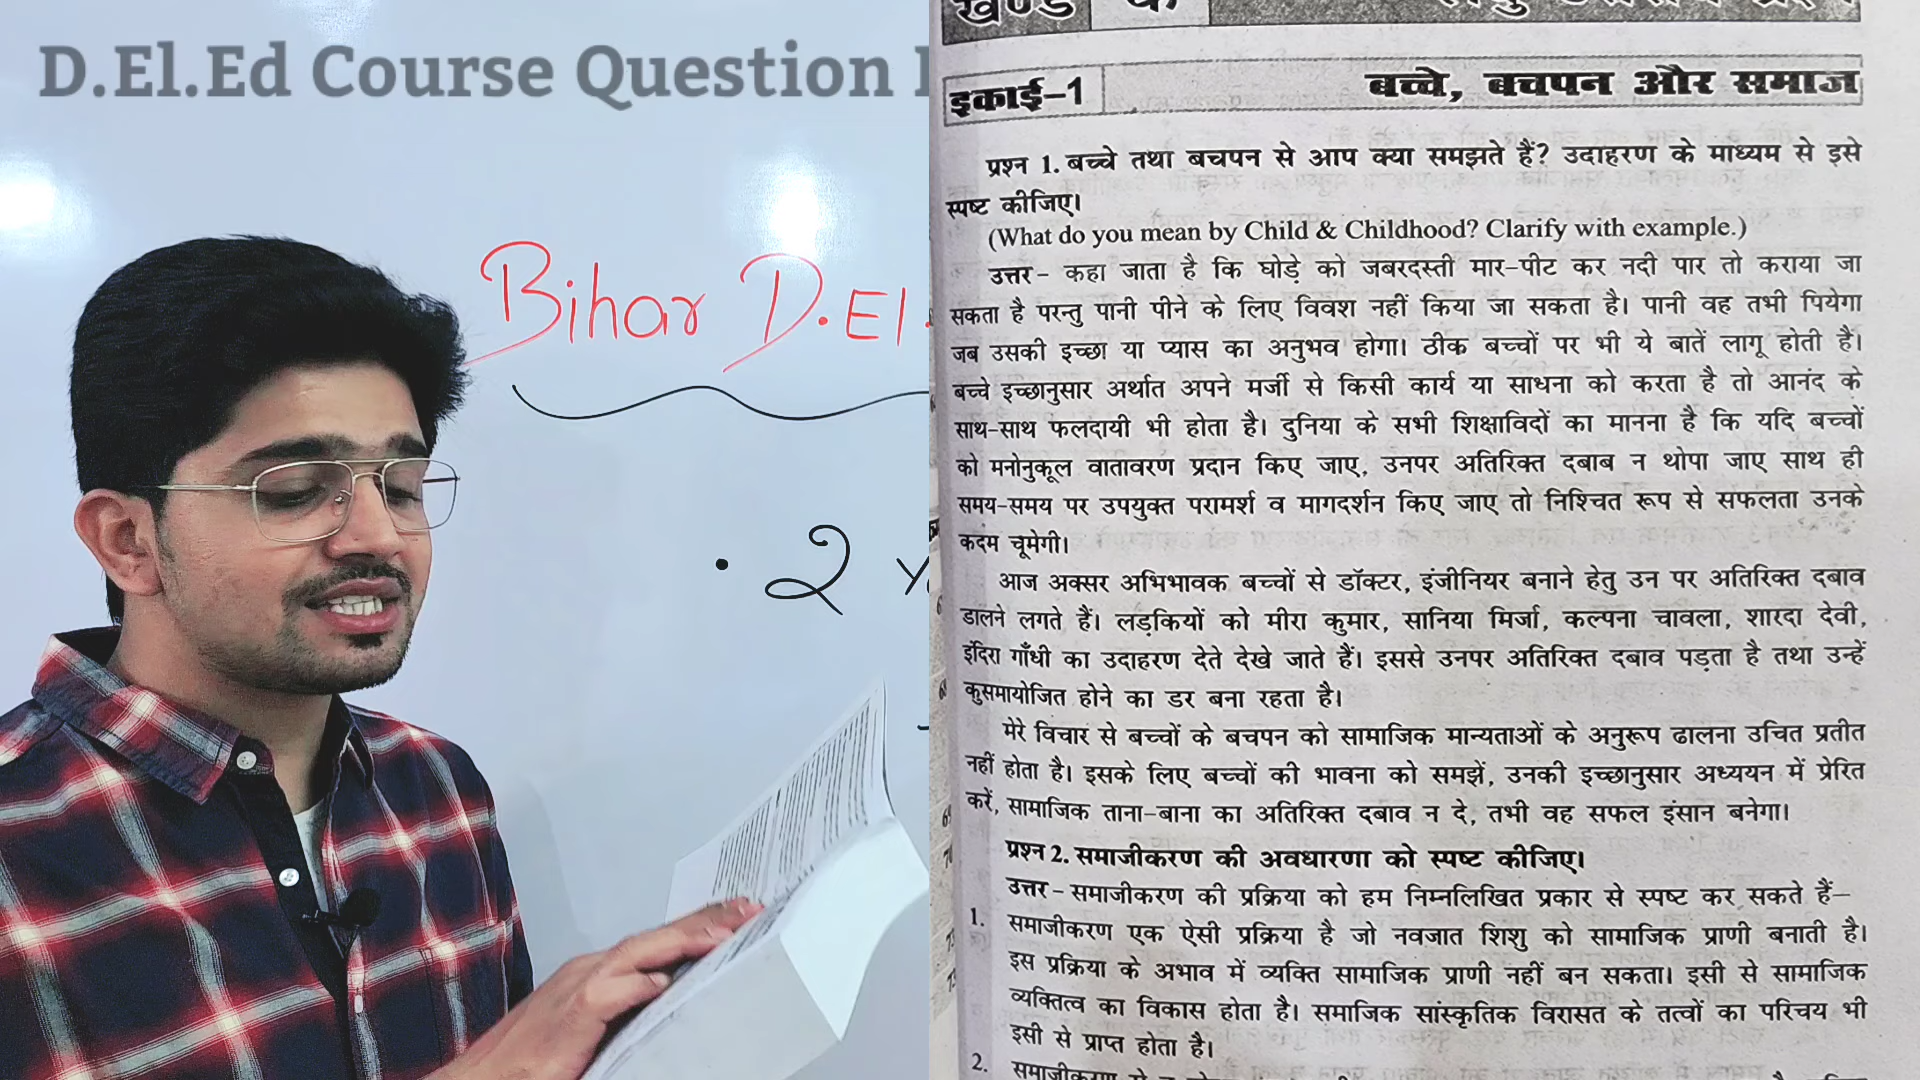 D.El.Ed Course Question
Bihar D.El.
• 2
इकाई-1
बच्चे, बचपन और समाज
प्रश्न 1. बच्चे तथा बचपन से आप क्या समझते हैं? उदाहरण के माध्यम से इसे
स्पष्ट कीजिए।
(What do you mean by Child & Childhood? Clarify with example.)
उत्तर - कहा जाता है कि घोड़े को जबरदस्ती मार-पीट कर नदी पार तो कराया जा
सकता है परन्तु पानी पीने के लिए विवश नहीं किया जा सकता है। पानी वह तभी पियेगा
जब उसकी इच्छा या प्यास का अनुभव होगा। ठीक बच्चों पर भी ये बातें लागू होती है।
बच्चे इच्छानुसार अर्थात अपने मर्जी से किसी कार्य या साधना को करता है तो आनंद के
साथ-साथ फलदायी भी होता है। दुनिया के सभी शिक्षाविदों का मानना है कि यदि बच्चों
को मनोनुकूल वातावरण प्रदान किए जाए, उनपर अतिरिक्त दबाब न थोपा जाए साथ ही
समय-समय पर उपयुक्त परामर्श व मागदर्शन किए जाए तो निश्चित रूप से सफलता उनके
कदम चूमेगी।
आज अक्सर अभिभावक बच्चों से डॉक्टर, इंजीनियर बनाने हेतु उन पर अतिरिक्त दबाव
डालने लगते हैं। लड़कियों को मीरा कुमार, सानिया मिर्जा, कल्पना चावला, शारदा देवी,
इंदिरा गाँधी का उदाहरण देते देखे जाते हैं। इससे उनपर अतिरिक्त दबाव पड़ता है तथा उन्हें
कुसमायोजित होने का डर बना रहता है।
मेरे विचार से बच्चों के बचपन को सामाजिक मान्यताओं के अनुरूप ढालना उचित प्रतीत
नहीं होता है। इसके लिए बच्चों की भावना को समझें, उनकी इच्छानुसार अध्ययन में प्रेरित
करें, सामाजिक ताना-बाना का अतिरिक्त दबाव न दे, तभी वह सफल इंसान बनेगा।
प्रश्न 2. समाजीकरण की अवधारणा को स्पष्ट कीजिए।
उत्तर - समाजीकरण की प्रक्रिया को हम निम्नलिखित प्रकार से स्पष्ट कर सकते हैं-
1. समाजीकरण एक ऐसी प्रक्रिया है जो नवजात शिशु को सामाजिक प्राणी बनाती है।
इस प्रक्रिया के अभाव में व्यक्ति सामाजिक प्राणी नहीं बन सकता। इसी से सामाजिक
व्यक्तित्व का विकास होता है। समाजिक सांस्कृतिक विरासत के तत्वों का परिचय भी
इसी से प्राप्त होता है।
2.